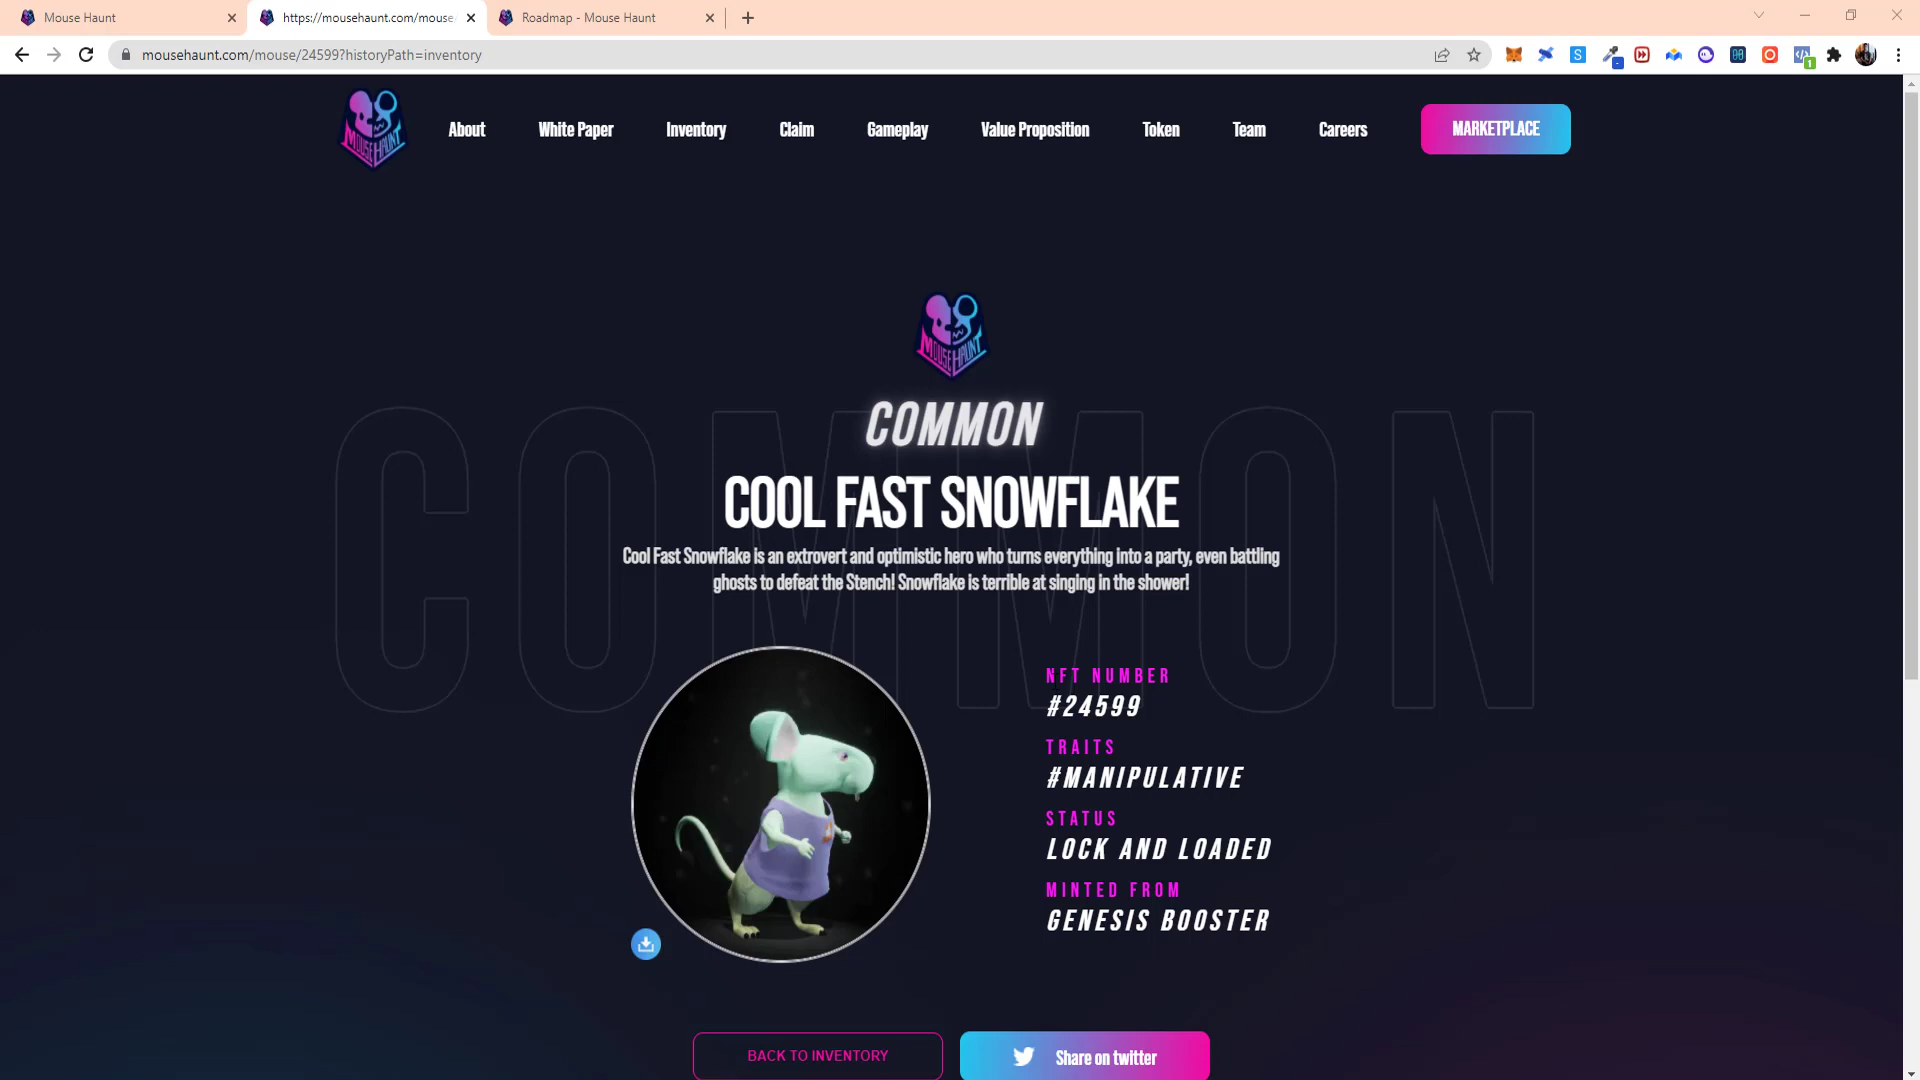 Mouse Haunt
https://mousehaunt.com/mouse/
Roadmap - Mouse Haunt
mousehaunt.com/mouse/24599?historyPath=inventory
MOUSE HAUNT
About
White Paper
Inventory
Claim
Gameplay
Value Proposition
Token
Team
Careers
MARKETPLACE
MOUSE HAUNT
COMMON
COMMON
COOL FAST SNOWFLAKE
Cool Fast Snowflake is an extrovert and optimistic hero who turns everything into a party, even battling
ghosts to defeat the Stench! Snowflake is terrible at singing in the shower!
NFT NUMBER
#24599
TRAITS
#MANIPULATIVE
STATUS
LOCK AND LOADED
MINTED FROM
GENESIS BOOSTER
BACK TO INVENTORY
Share on twitter